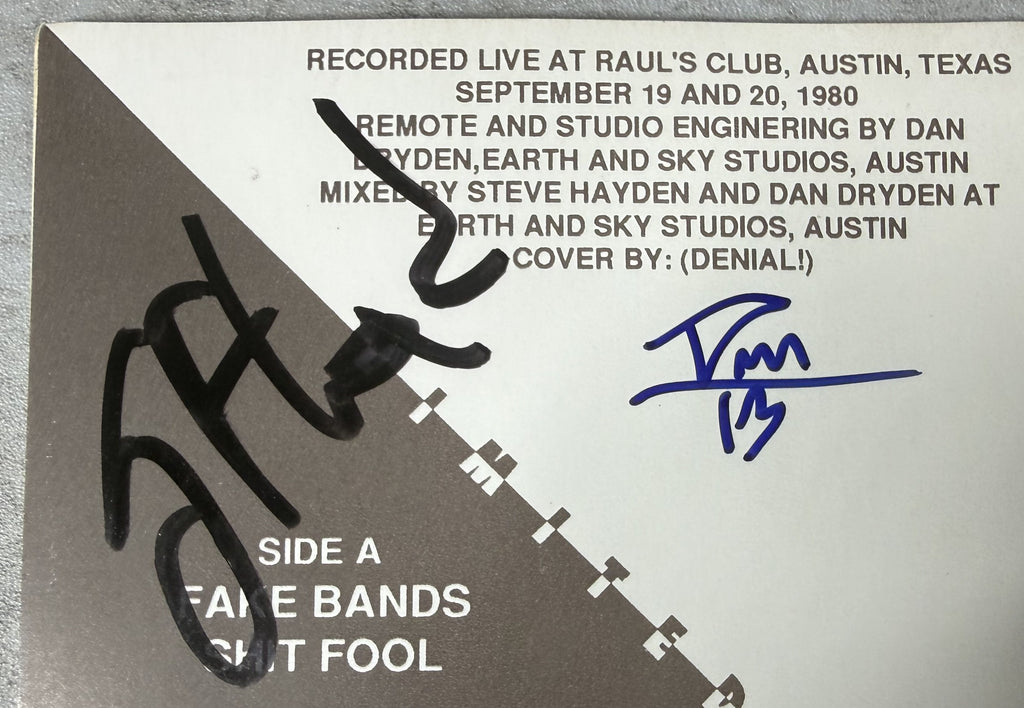 RECORDED LIVE AT RAUL'S CLUB, AUSTIN, TEXAS
SEPTEMBER 19 AND 20, 1980
REMOTE AND STUDIO ENGINERING BY DAN
DRYDEN,EARTH AND SKY STUDIOS, AUSTIN
MIXED BY STEVE HAYDEN AND DAN DRYDEN AT
EARTH AND SKY STUDIOS, AUSTIN
COVER BY: (DENIAL!)
13
IMITED
SIDE A
FAKE BANDS
SHIT FOOL